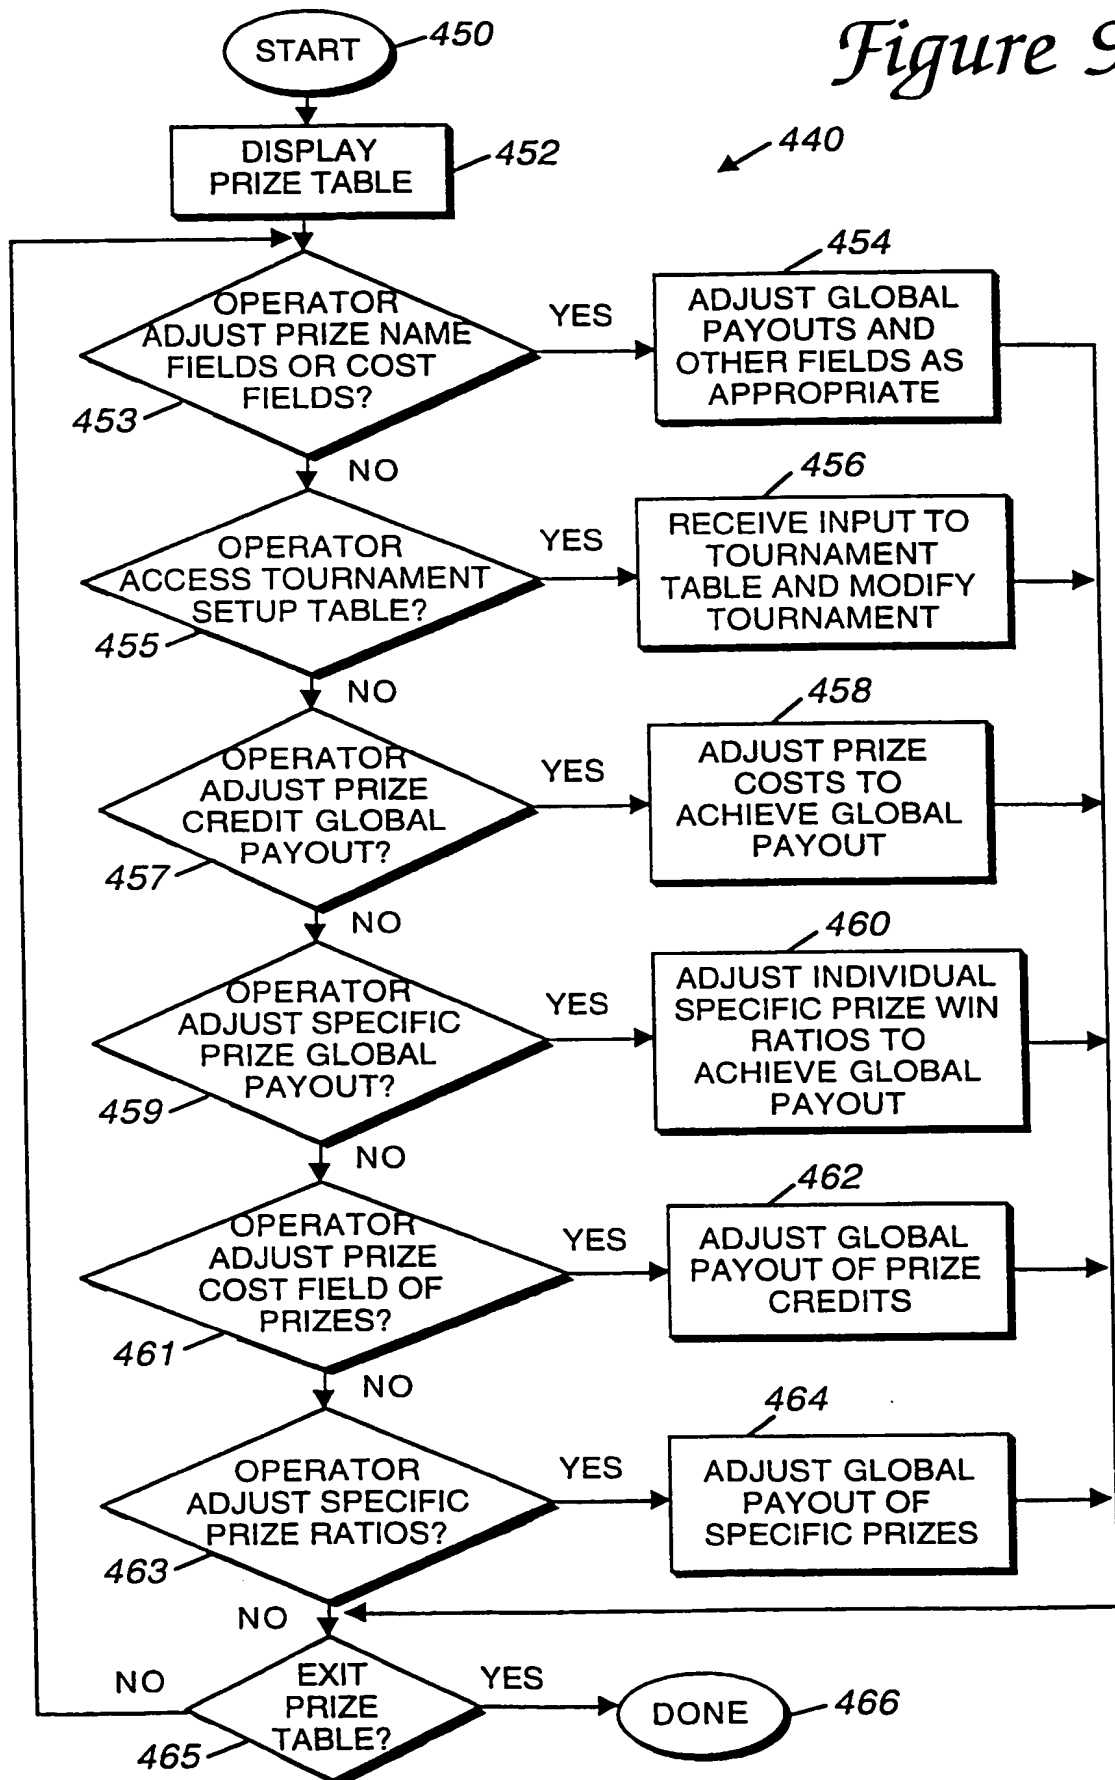 Figure 9
START
450
440
DISPLAY
PRIZE TABLE
452
454
OPERATOR
ADJUST PRIZE NAME
FIELDS OR COST
FIELDS?
453
YES
ADJUST GLOBAL
PAYOUTS AND
OTHER FIELDS AS
APPROPRIATE
NO
456
OPERATOR
ACCESS TOURNAMENT
SETUP TABLE?
455
YES
RECEIVE INPUT TO
TOURNAMENT
TABLE AND MODIFY
TOURNAMENT
NO
458
OPERATOR
ADJUST PRIZE
CREDIT GLOBAL
PAYOUT?
457
YES
ADJUST PRIZE
COSTS TO
ACHIEVE GLOBAL
PAYOUT
NO
460
OPERATOR
ADJUST SPECIFIC
PRIZE GLOBAL
PAYOUT?
459
YES
ADJUST INDIVIDUAL
SPECIFIC PRIZE WIN
RATIOS TO
ACHIEVE GLOBAL
PAYOUT
NO
462
OPERATOR
ADJUST PRIZE
COST FIELD OF
PRIZES?
461
YES
ADJUST GLOBAL
PAYOUT OF PRIZE
CREDITS
NO
464
OPERATOR
ADJUST SPECIFIC
PRIZE RATIOS?
463
YES
ADJUST GLOBAL
PAYOUT OF
SPECIFIC PRIZES
NO
NO
EXIT
PRIZE
TABLE?
465
YES
DONE
466